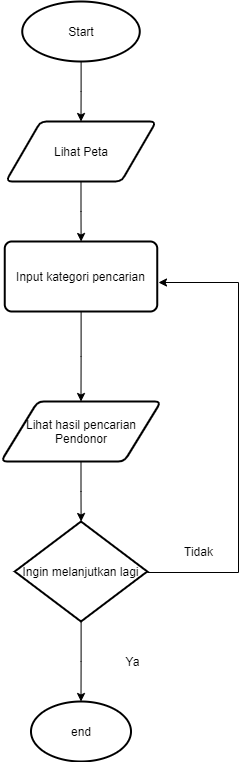 Start
Lihat Peta
Input kategori pencarian
Lihat hasil pencarian
Pendonor
Ingin melanjutkan lagi
Tidak
Ya
end